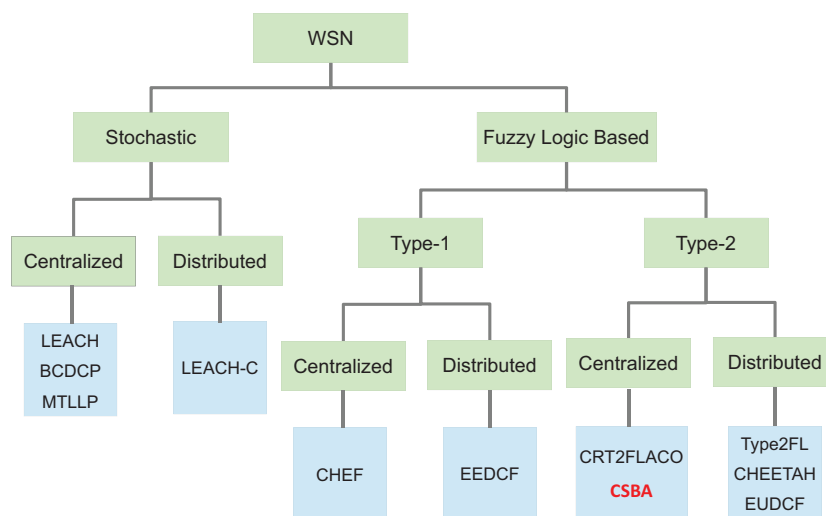 WSN
Stochastic
Fuzzy Logic Based
Type-1
Type-2
Centralized
Distributed
LEACH
BCDCP
MTLLP
LEACH-C
Centralized
Distributed
Centralized
Distributed
CHEF
EEDCF
CRT2FLACO
CSBA
Type2FL
CHEETAH
EUDCF